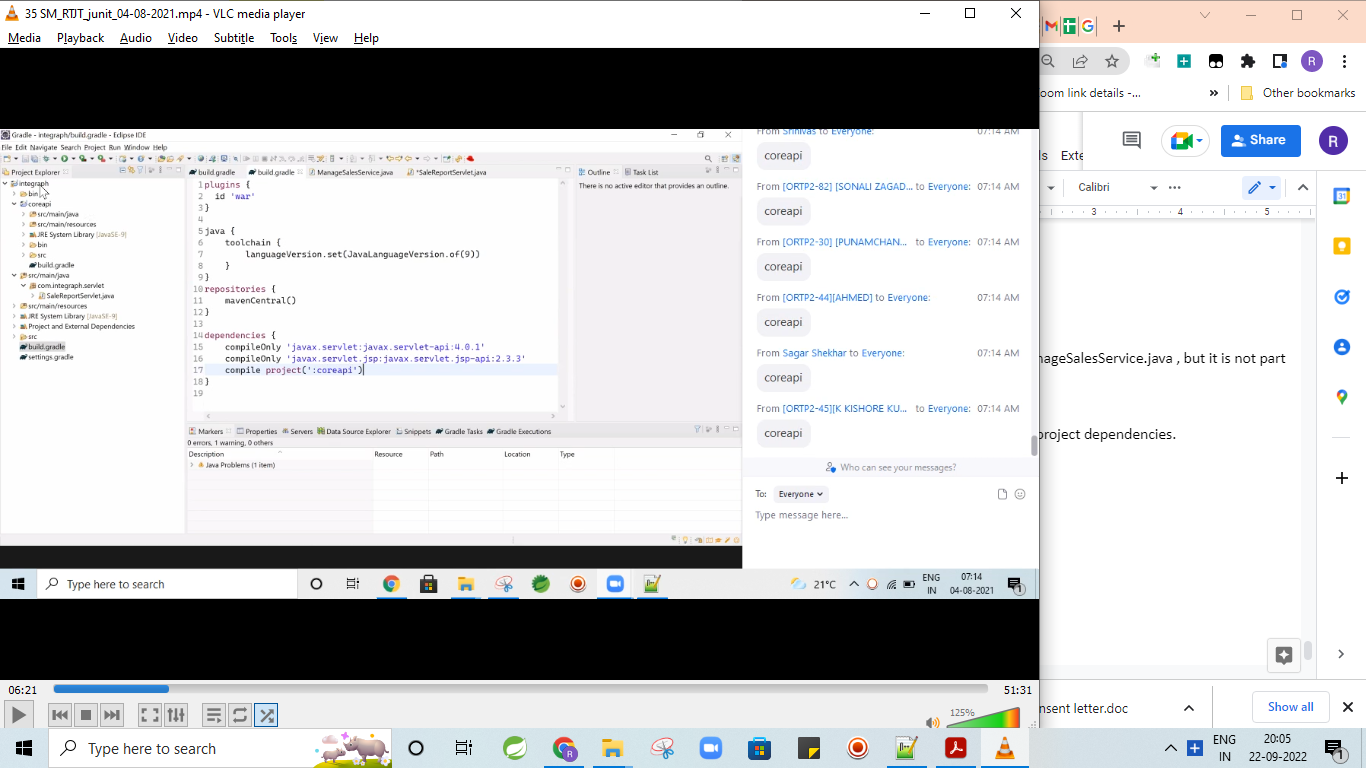 35 SM_RTJT_junit_04-08-2021.mp4 - VLC media player
Media Playback Audio Video Subtitle Tools View Help
Gradle - integraph/build.gradle - Eclipse IDE
File Edit Navigate Search Project Run Window Help
Project Explorer
integraph
bin
coreapi
src/main/java
src/main/resources
JRE System Library [JavaSE-9]
bin
src
build.gradle
src/main/java
com.integraph.servlet
SaleReportServlet.java
src/main/resources
JRE System Library [JavaSE-9]
Project and External Dependencies
src
build.gradle
settings.gradle
build.gradle build.gradle ManageSalesService.java *SaleReportServlet.java
1 plugins {
2 id 'war'
3 }
4
5 java {
6 toolchain {
7 languageVersion.set(JavaLanguageVersion.of(9))
8 }
9 }
10 repositories {
11 mavenCentral()
12 }
13
14 dependencies {
15 compileOnly 'javax.servlet:javax.servlet-api:4.0.1'
16 compileOnly 'javax.servlet.jsp:javax.servlet.jsp-api:2.3.3'
17 compile project(':coreapi')
18 }
19
Outline Task List
There is no active editor that provides an outline.
Markers Properties Servers Data Source Explorer Snippets Gradle Tasks Gradle Executions
0 errors, 1 warning, 0 others
Description Resource Path Location Type
Java Problems (1 item)
From Srinivas to Everyone: 07:14 AM
coreapi
From [ORTP2-82] [SONALI ZAGAD... to Everyone: 07:14 AM
coreapi
From [ORTP2-30] [PUNAMCHAN... to Everyone: 07:14 AM
coreapi
From [ORTP2-44][AHMED] to Everyone: 07:14 AM
coreapi
From Sagar Shekhar to Everyone: 07:14 AM
coreapi
From [ORTP2-45][K KISHORE KU... to Everyone: 07:14 AM
coreapi
Who can see your messages?
To: Everyone
Type message here...
Type here to search
21°C
ENG
IN
07:14
04-08-2021
1
06:21
51:31
125%
R
oom link details -...
»
Other bookmarks
ls Exte
Share
R
Calibri
3 4 5
31
nageSalesService.java , but it is not part
project dependencies.
nsent letter.doc
Show all
Type here to search
ENG
IN
20:05
22-09-2022
1